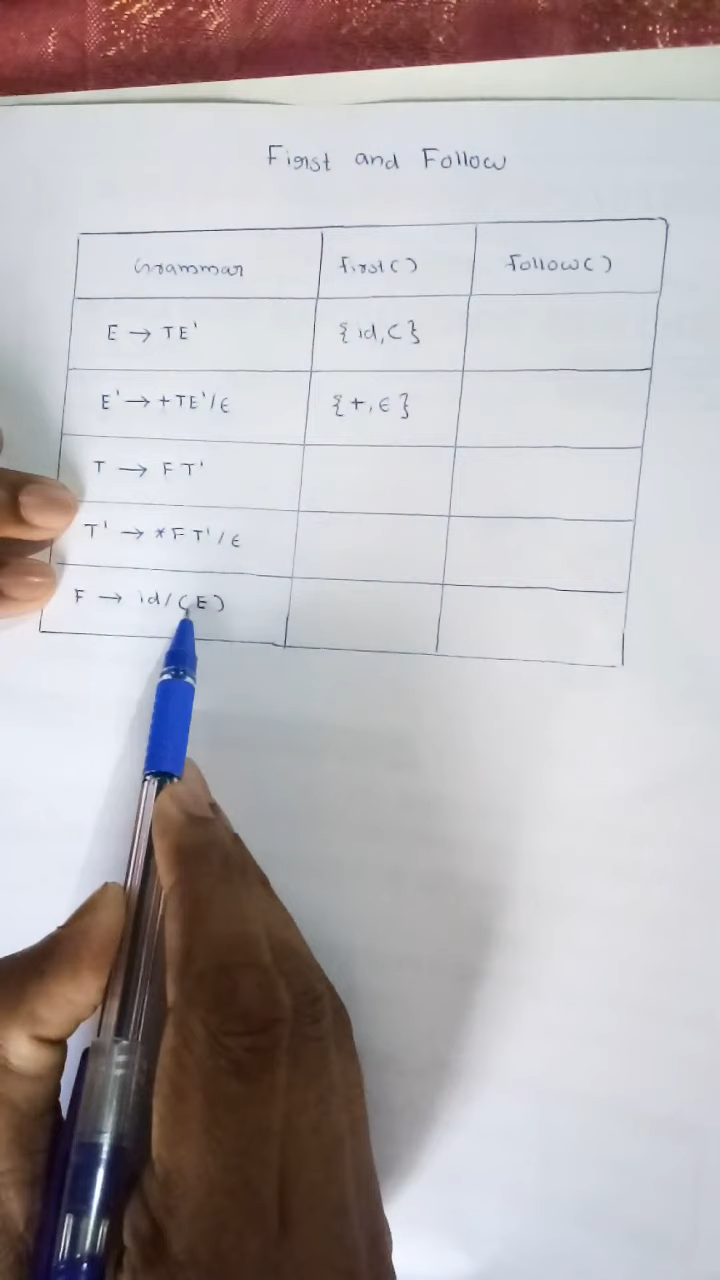 First and Follow
Grammar First() Follow()
E → TE' {id, (}
E' → +TE'/ε {+, ε}
T → FT'
T' → *FT'/ε
F → id/(E)